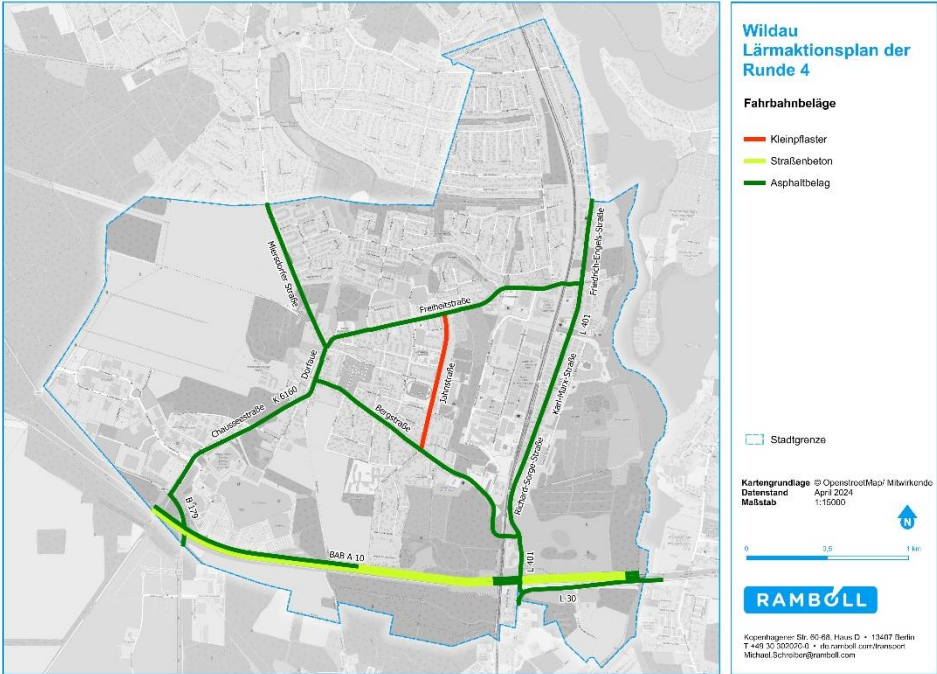 Wildau
Lärmaktionsplan der
Runde 4
Fahrbahnbeläge
Kleinpflaster
Straßenbeton
Asphaltbelag
Stadtgrenze
Kartengrundlage © OpenstreetMap/ Mitwirkende
Datenstand April 2024
Maßstab 1:15000
N
0 0,5 1 km
RAMBOLL
Kopenhagener Str. 60-68, Haus D • 13407 Berlin
T +49 30 302020-0 • de.ramboll.com/transport
Michael.Schreiber@ramboll.com
Miersdorfer Straße
Friedrich-Engels-Straße
Freiheitstraße
L 401
Dorfaue
Jahnstraße
Karl-Marx-Straße
K 6160
Chausseestraße
Bergstraße
Richard-Sorge-Straße
B 179
BAB A 10
L 401
L 30